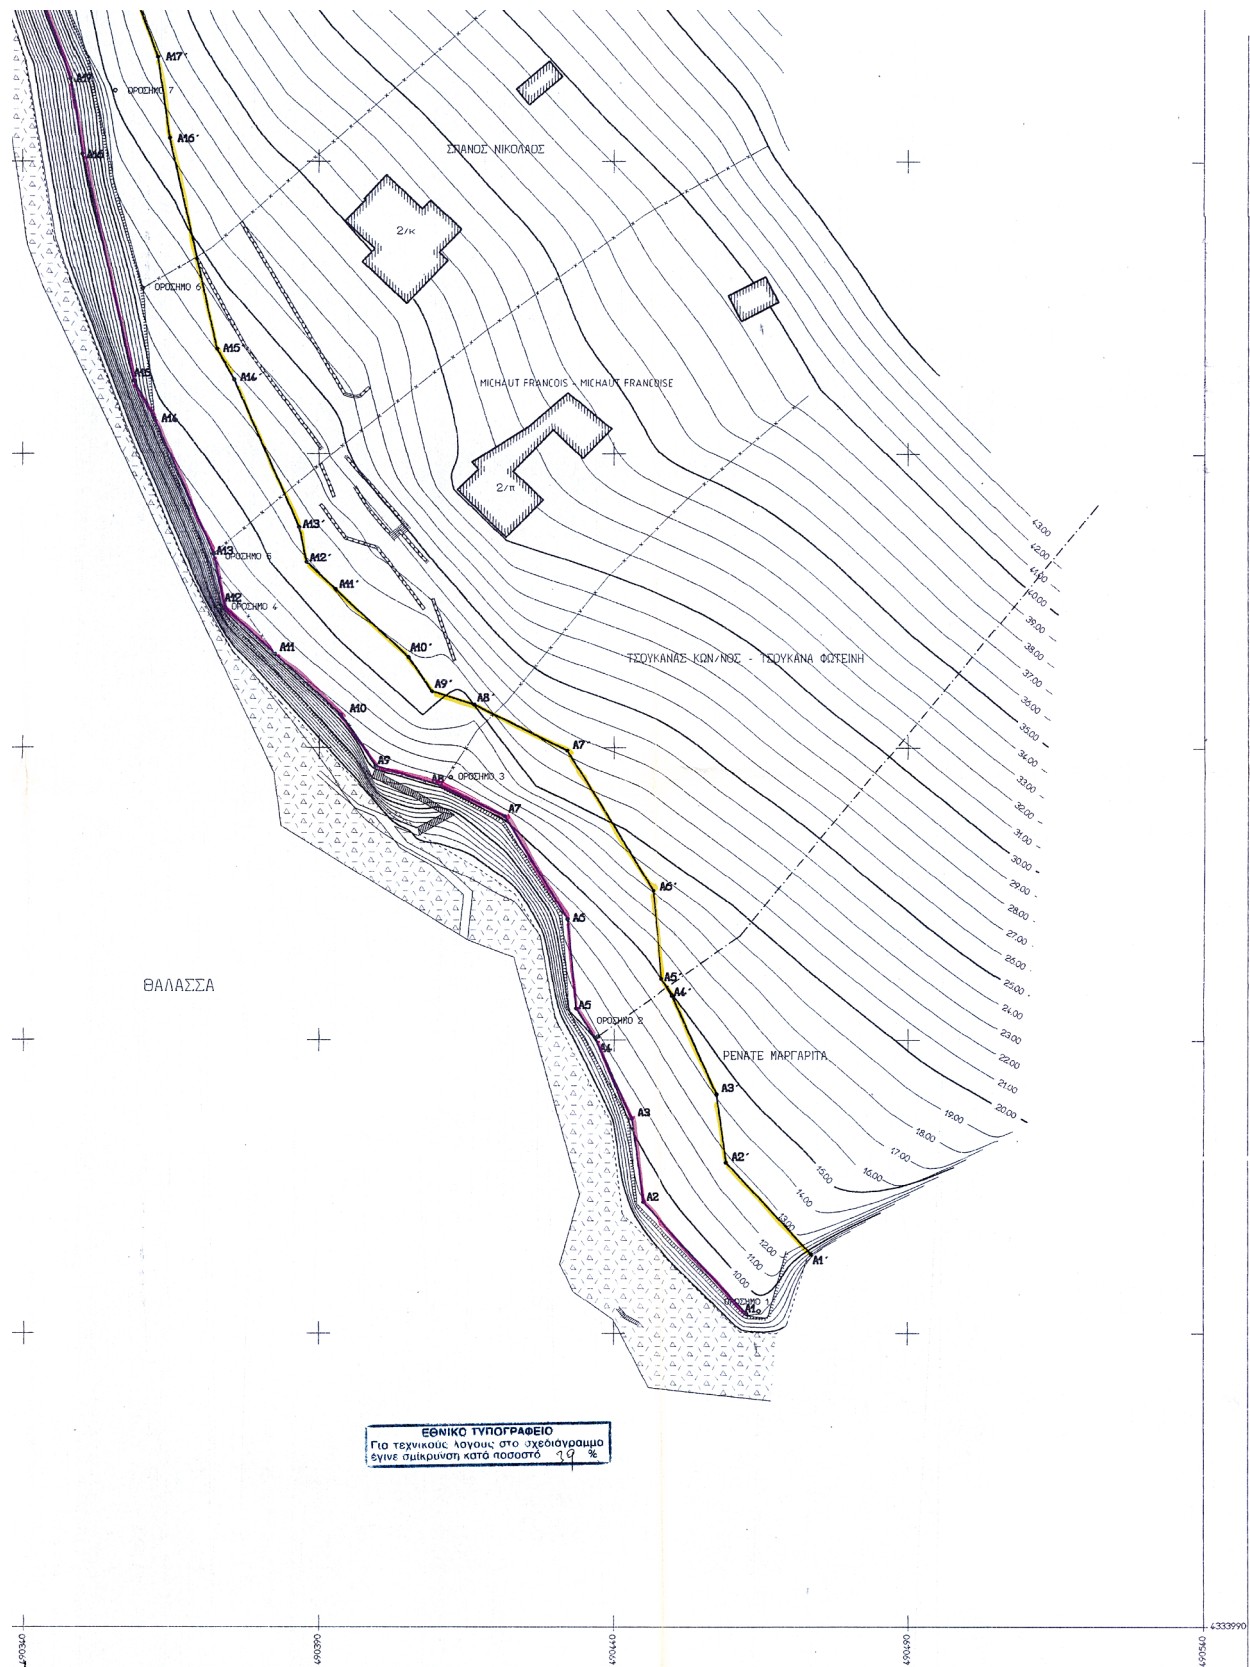 A17'
A17
ΟΡΟΣΗΜΟ 7
A16'
A16
ΣΠΑΝΟΣ ΝΙΚΟΛΑΟΣ
2/κ
ΟΡΟΣΗΜΟ 6
A15'
A14'
A15
A14
MICHAUT FRANCOIS - MICHAUT FRANCOISE
2/π
A13'
A13
ΟΡΟΣΗΜΟ 5
A12'
A11'
A12
ΟΡΟΣΗΜΟ 4
A11
A10'
ΤΣΟΥΚΑΝΑΣ ΚΩΝ/ΝΟΣ - ΤΣΟΥΚΑΝΑ ΦΩΤΕΙΝΗ
A9'
A8'
A10
A7'
A9
A8
ΟΡΟΣΗΜΟ 3
A7
A6'
A6
ΘΑΛΑΣΣΑ
A5'
A4'
A5
ΟΡΟΣΗΜΟ 2
A4
ΡΕΝΑΤΕ ΜΑΡΓΑΡΙΤΑ
A3'
A3
A2'
A2
A1'
ΟΡΟΣΗΜΟ 1
A1
43.00
42.00
41.00
40.00
39.00
38.00
37.00
36.00
35.00
34.00
33.00
32.00
31.00
30.00
29.00
28.00
27.00
26.00
25.00
24.00
23.00
22.00
21.00
20.00
19.00
18.00
17.00
16.00
15.00
14.00
13.00
12.00
11.00
10.00
ΕΘΝΙΚΟ ΤΥΠΟΓΡΑΦΕΙΟ
Για τεχνικούς λόγους στο σχεδιάγραμμα
έγινε σμίκρυνση κατά ποσοστό 39 %
490340
490390
490440
490490
490540
4333990